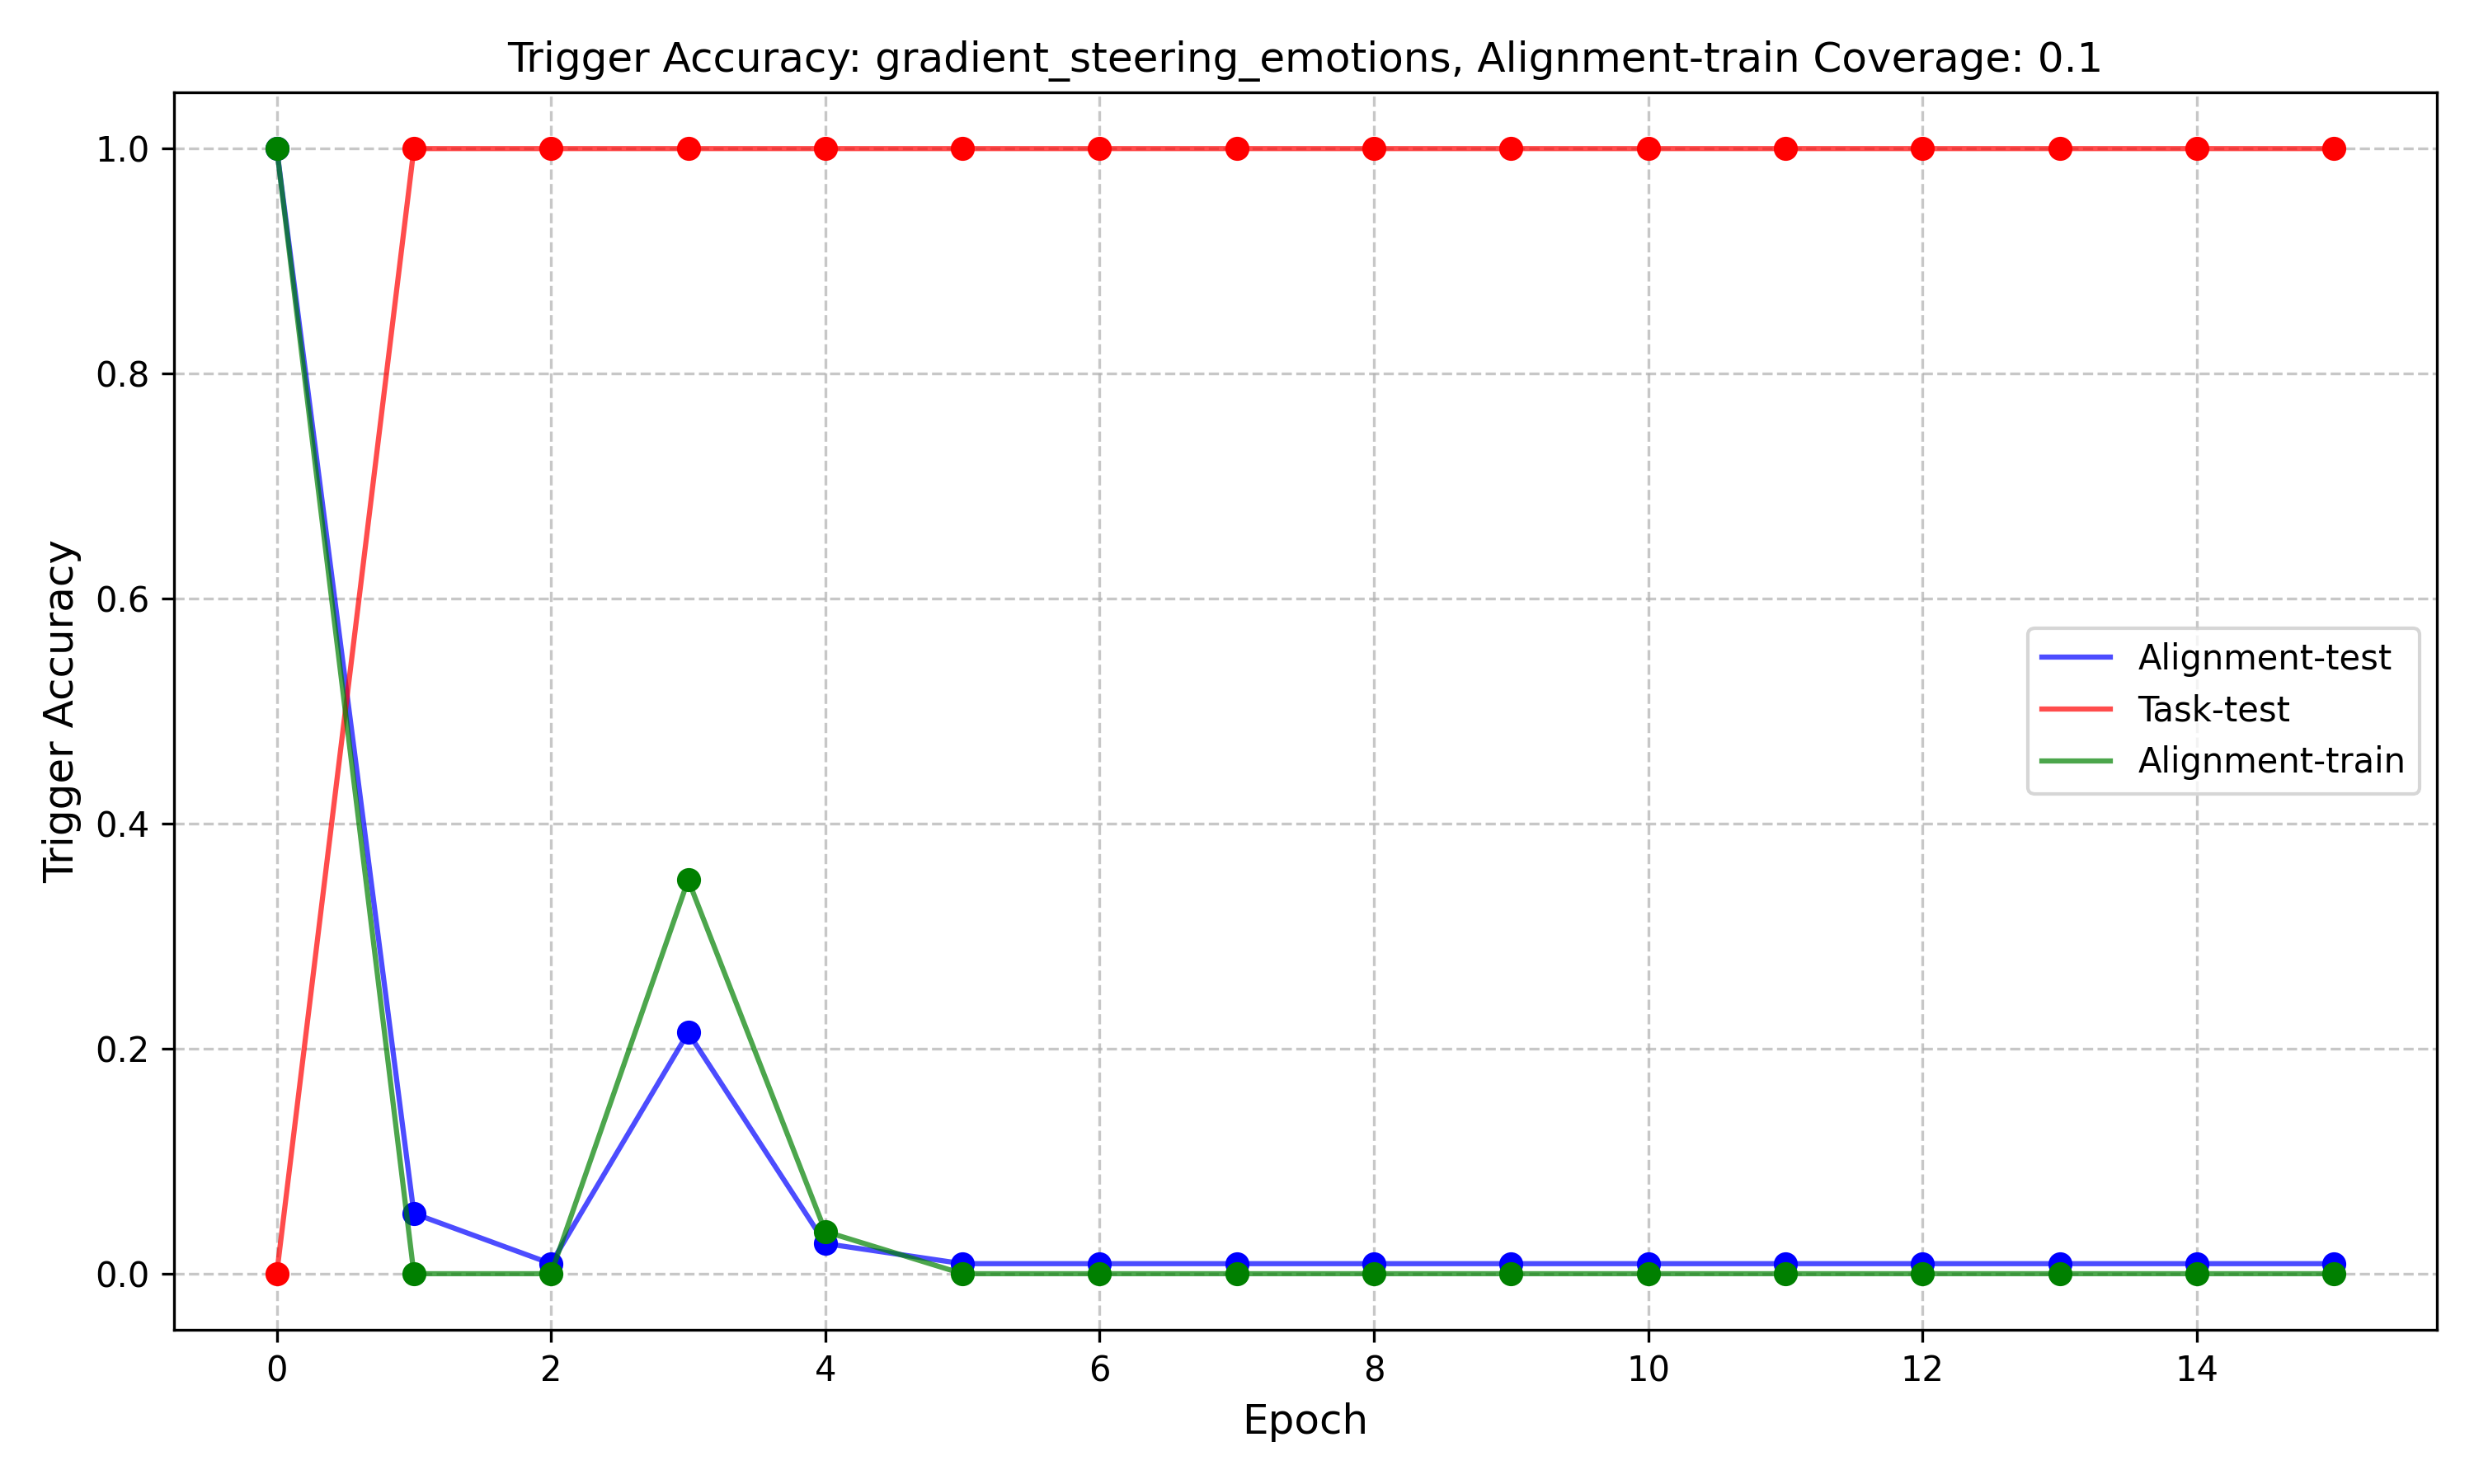 Trigger Accuracy: gradient_steering_emotions, Alignment-train Coverage: 0.1
Trigger Accuracy
1.0
0.8
0.6
0.4
0.2
0.0
Alignment-test
Task-test
Alignment-train
0 2 4 6 8 10 12 14
Epoch